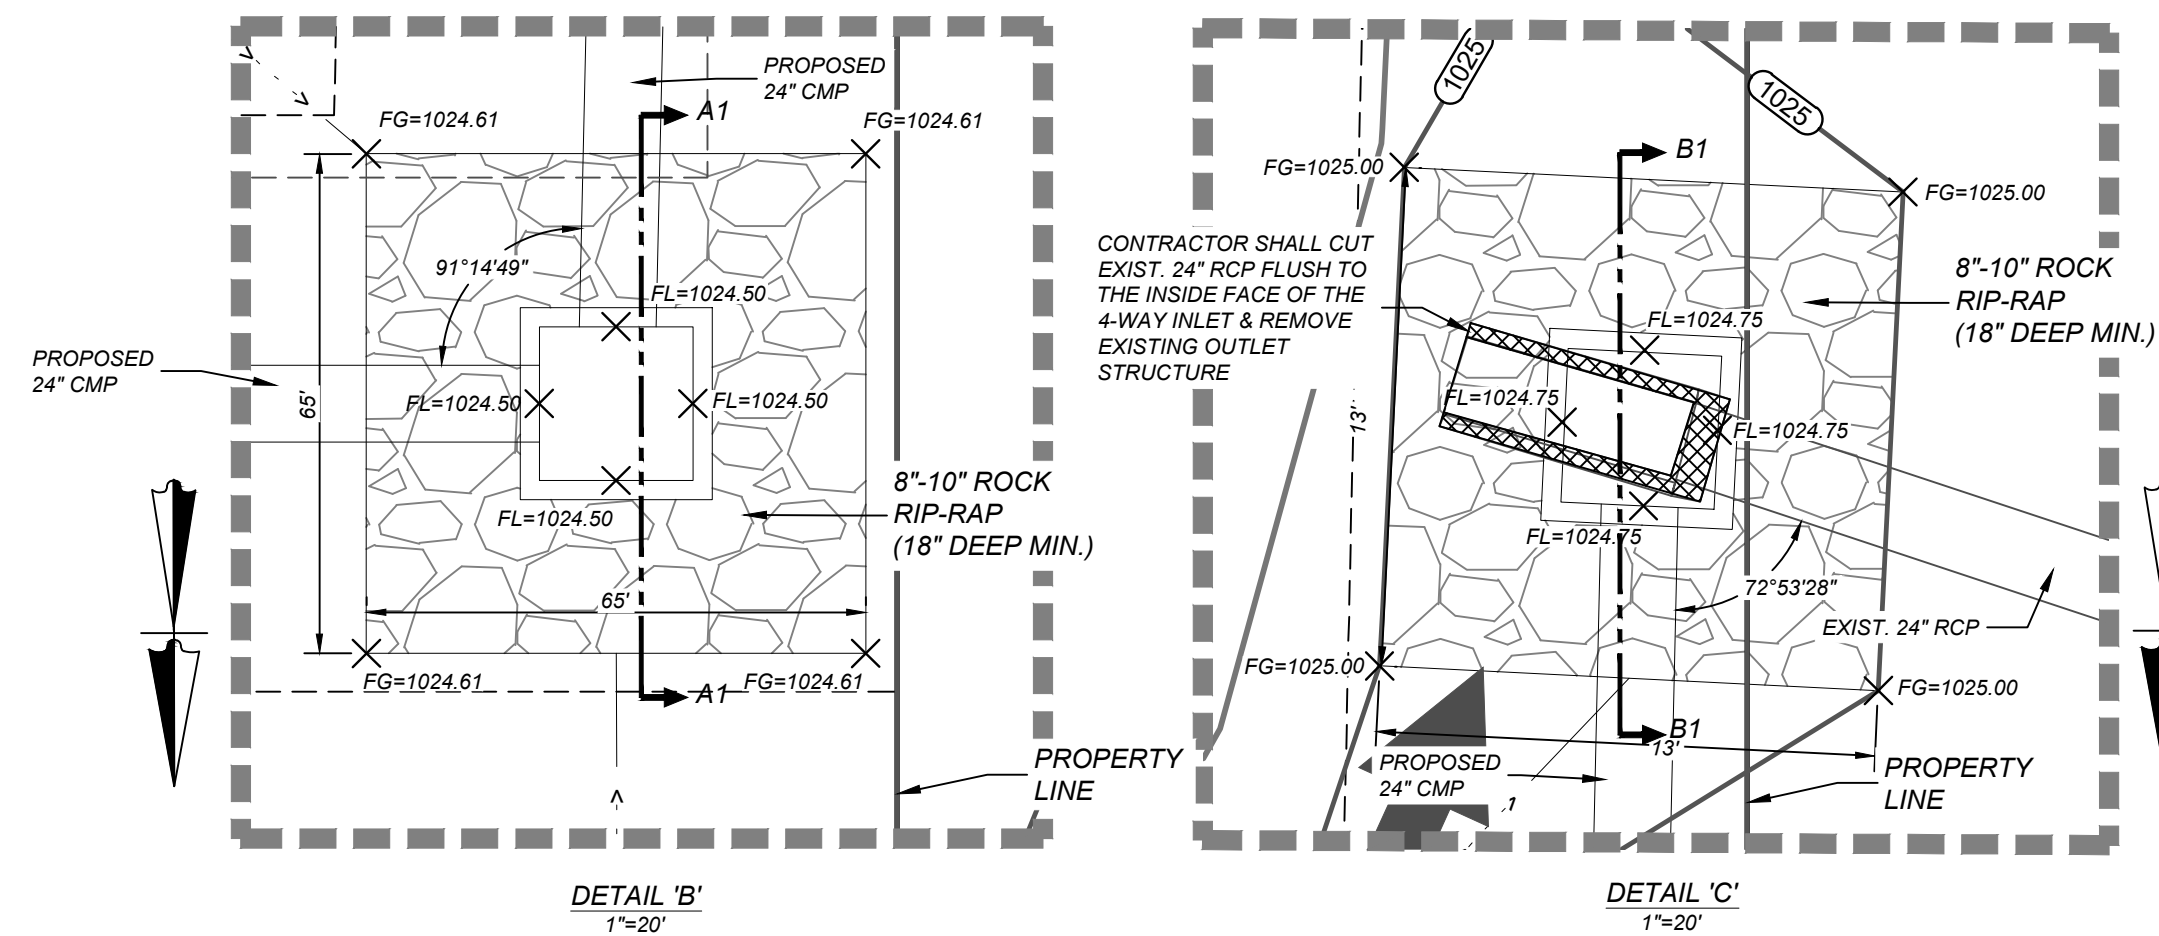 PROPOSED
24" CMP
A1
FG=1024.61
FG=1024.61
91°14'49"
FL=1024.50
PROPOSED
24" CMP
65'
FL=1024.50
FL=1024.50
8"-10" ROCK
RIP-RAP
(18" DEEP MIN.)
FL=1024.50
65'
FG=1024.61
FG=1024.61
A1
PROPERTY
LINE
DETAIL 'B'
1"=20'
1025
1025
B1
FG=1025.00
FG=1025.00
CONTRACTOR SHALL CUT
EXIST. 24" RCP FLUSH TO
THE INSIDE FACE OF THE
4-WAY INLET & REMOVE
EXISTING OUTLET
STRUCTURE
8"-10" ROCK
RIP-RAP
(18" DEEP MIN.)
FL=1024.75
FL=1024.75
13'
FL=1024.75
FL=1024.75
72°53'28"
EXIST. 24" RCP
FG=1025.00
FG=1025.00
B1
13'
PROPOSED
24" CMP
1
PROPERTY
LINE
DETAIL 'C'
1"=20'